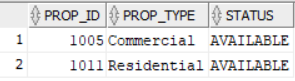 PROP_ID PROP_TYPE STATUS
1 1005 Commercial AVAILABLE
2 1011 Residential AVAILABLE